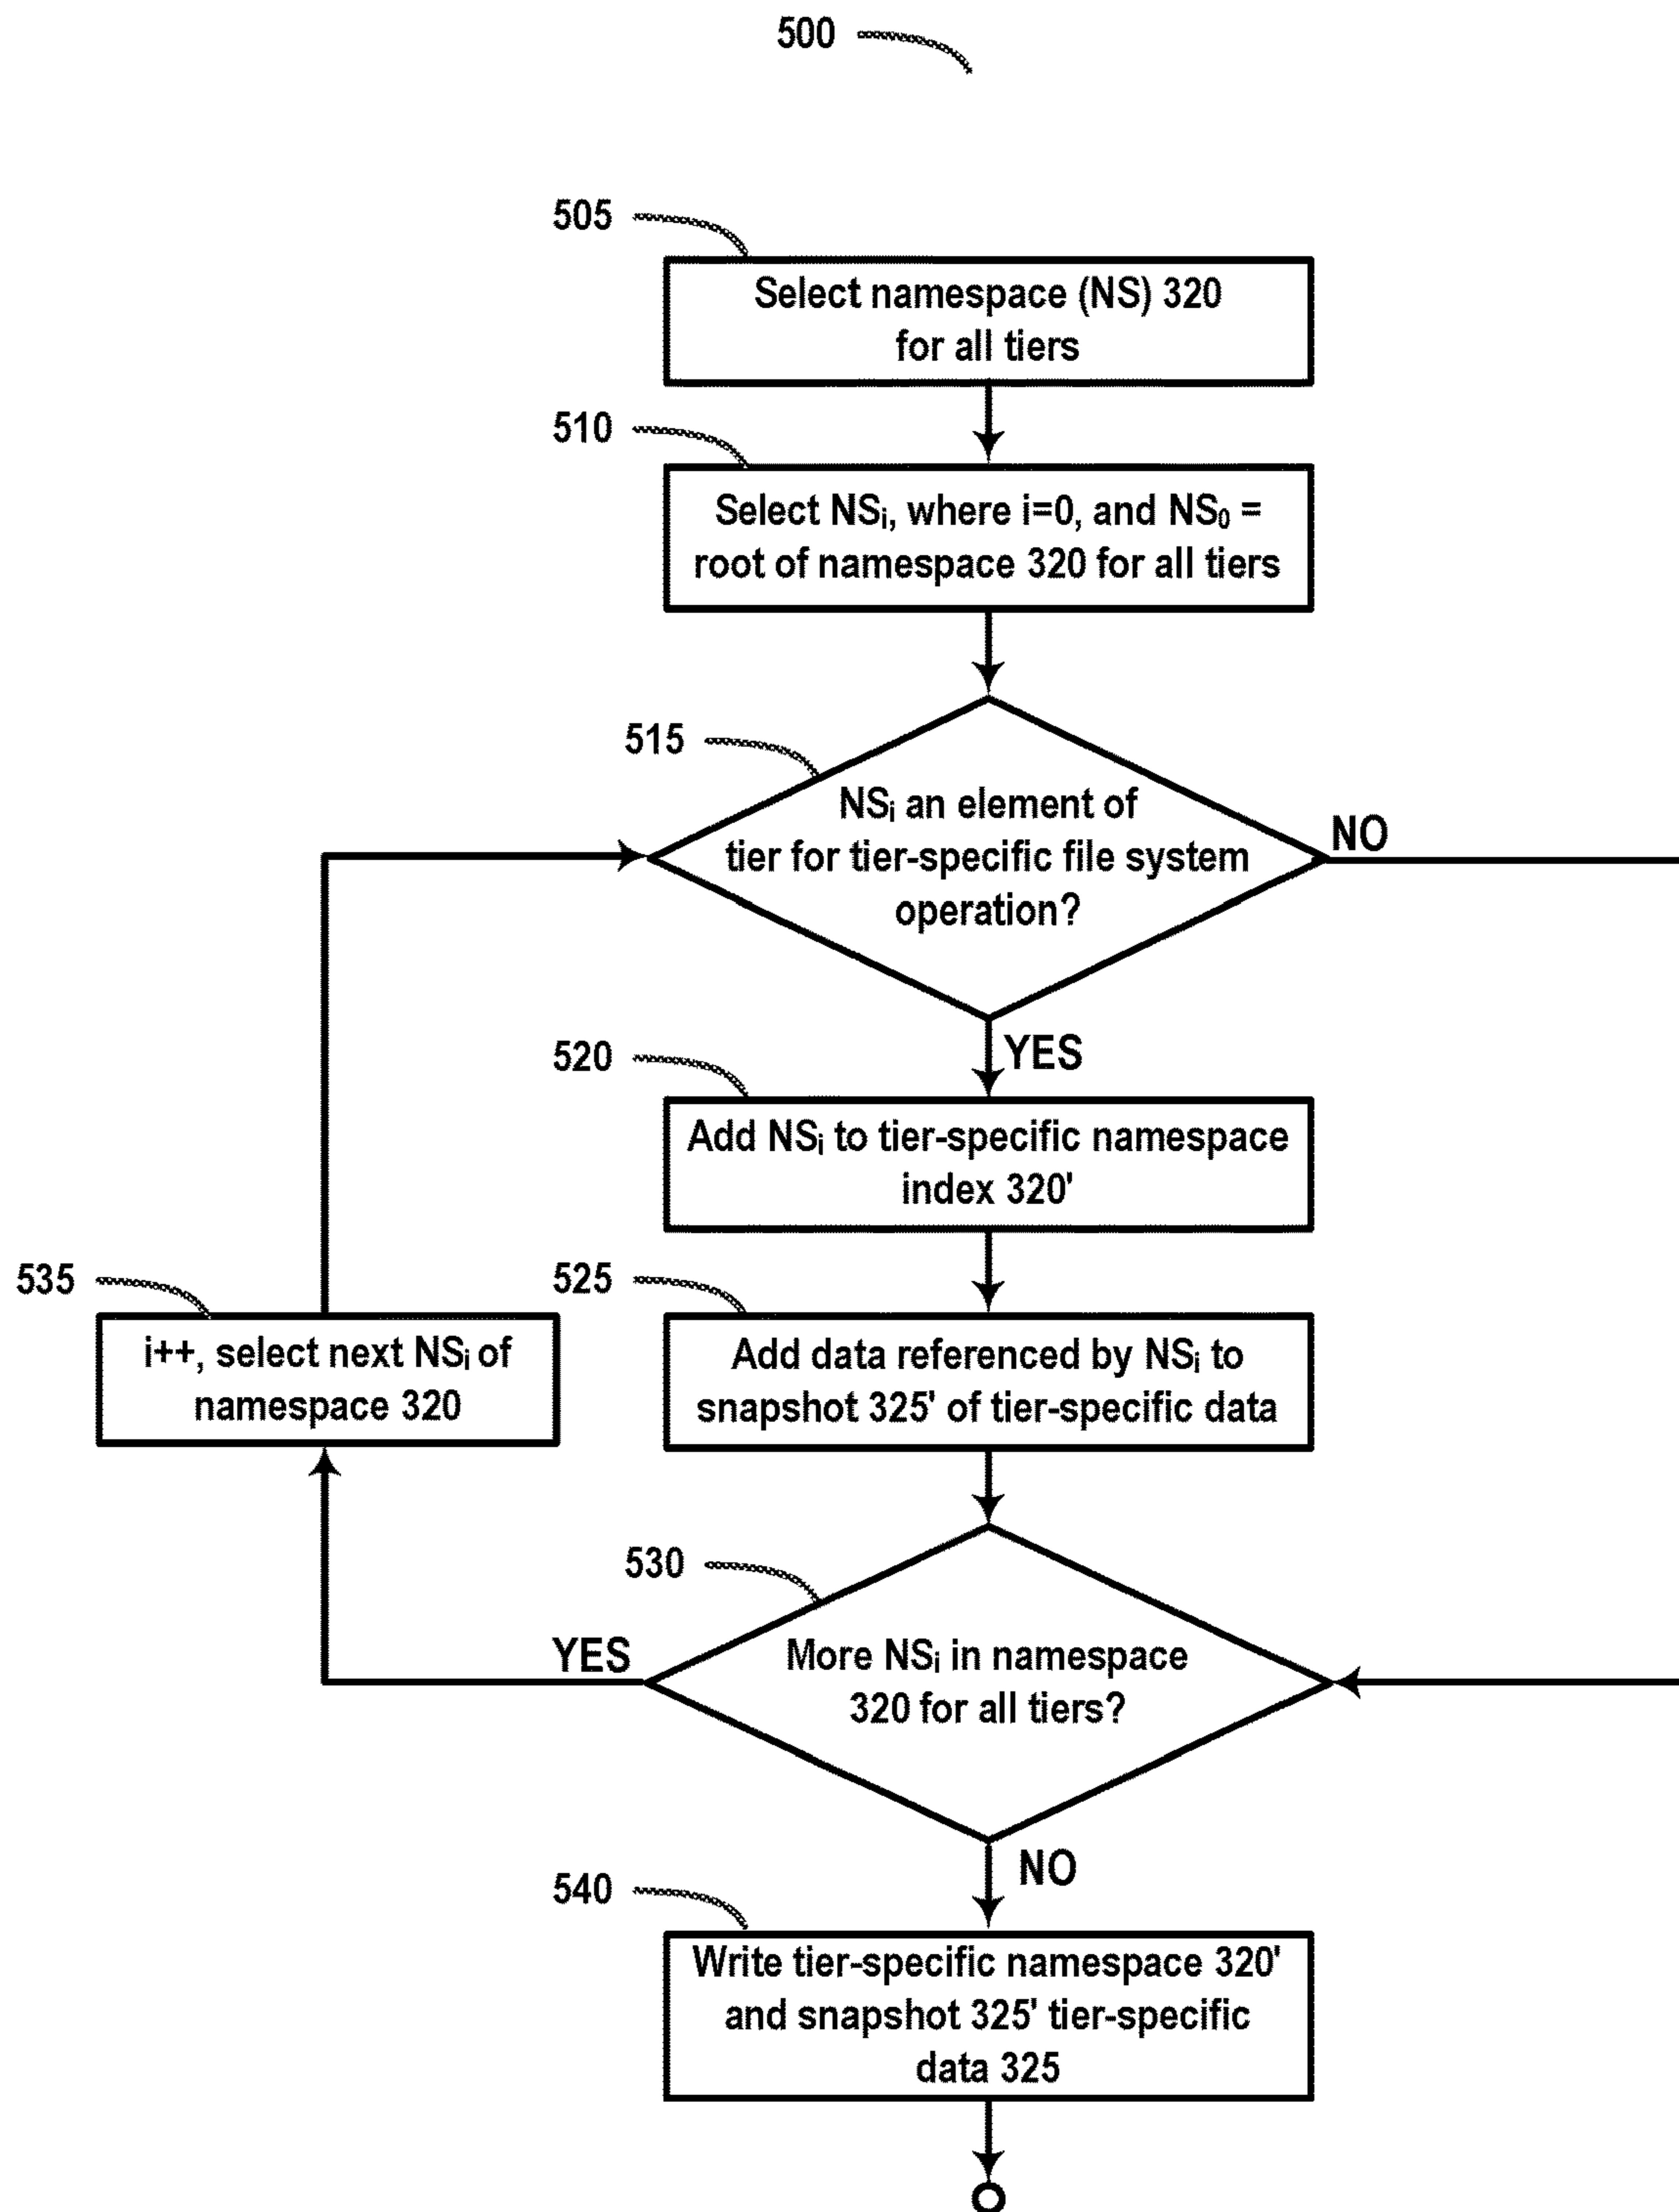 500
505
Select namespace (NS) 320
for all tiers
510
Select NSi, where i=0, and NS0 =
root of namespace 320 for all tiers
515
NSi an element of
tier for tier-specific file system
operation?
NO
YES
520
Add NSi to tier-specific namespace
index 320'
535
i++, select next NSi of
namespace 320
525
Add data referenced by NSi to
snapshot 325' of tier-specific data
530
More NSi in namespace
320 for all tiers?
YES
NO
540
Write tier-specific namespace 320'
and snapshot 325' tier-specific
data 325